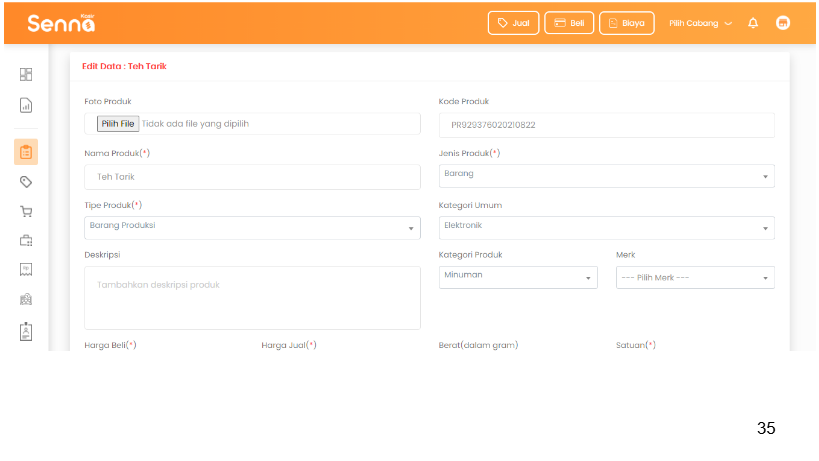 Kasir
Senna
Jual Beli Biaya Pilih Cabang
Edit Data : Teh Tarik
Foto Produk Kode Produk
Pilih File Tidak ada file yang dipilih PR929376020210822
Nama Produk(*) Jenis Produk(*)
Teh Tarik Barang
Tipe Produk(*) Kategori Umum
Barang Produksi Elektronik
Deskripsi Kategori Produk Merk
Tambahkan deskripsi produk Minuman --- Pilih Merk ---
Harga Beli(*) Harga Jual(*) Berat(dalam gram) Satuan(*)
35